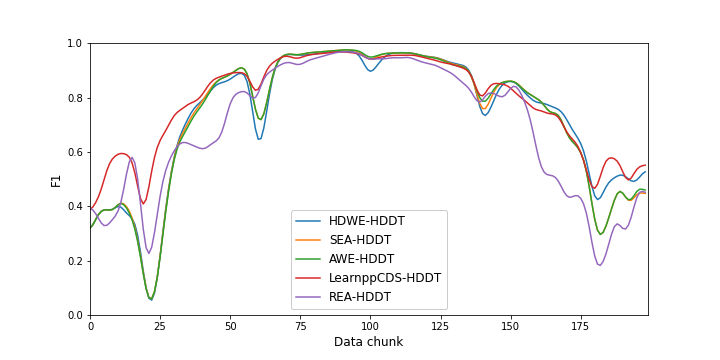 1.0
0.8
0.6
0.4
0.2
0.0
F1
HDWE-HDDT
SEA-HDDT
AWE-HDDT
LearnppCDS-HDDT
REA-HDDT
0 25 50 75 100 125 150 175
Data chunk